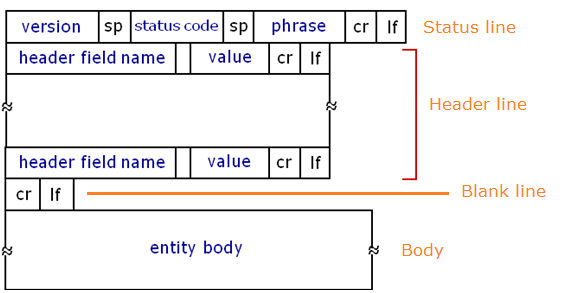 version sp status code sp phrase cr lf Status line
header field name value cr lf
Header line
header field name value cr lf
cr lf Blank line
entity body Body